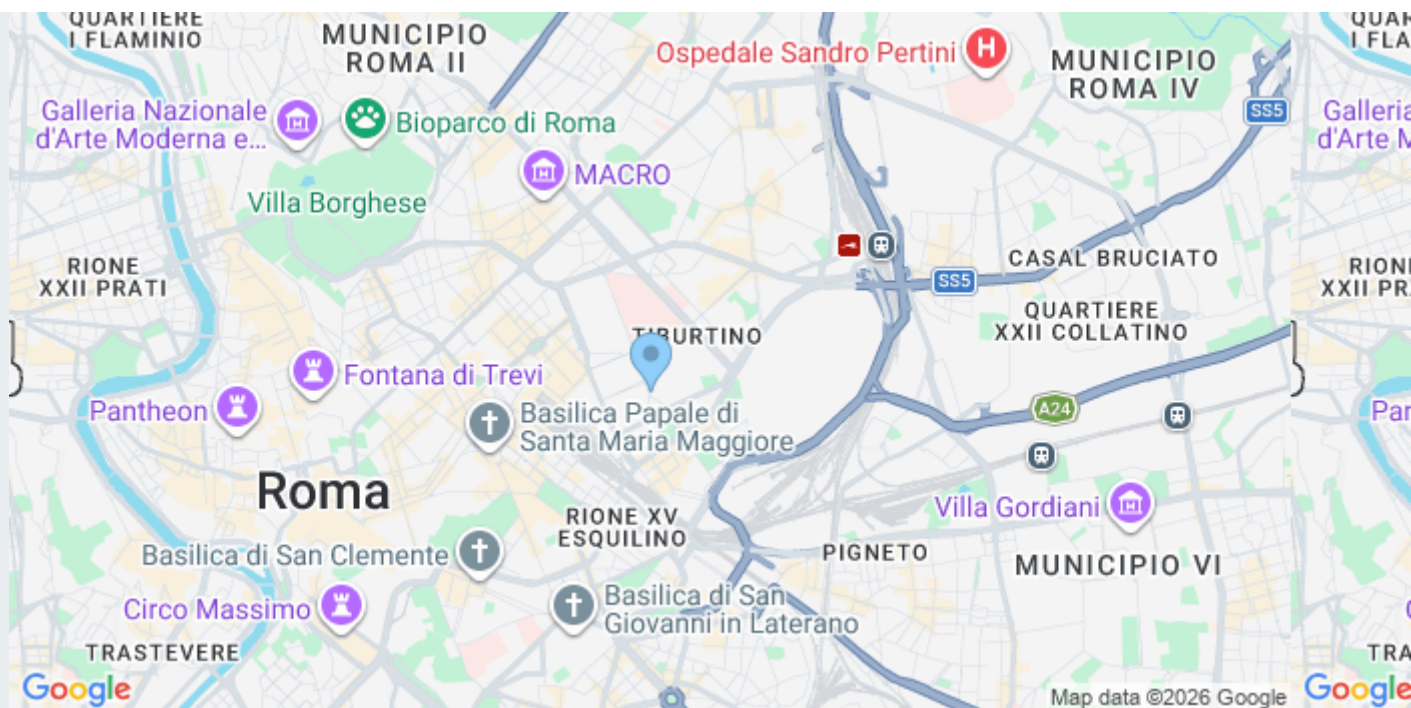 QUARTIERE
I FLAMINIO
MUNICIPIO
ROMA II
Ospedale Sandro Pertini
H
MUNICIPIO
ROMA IV
QUAR
I FLA
Galleria Nazionale
d'Arte Moderna e...
Bioparco di Roma
SS5
Galleria
d'Arte M
MACRO
Villa Borghese
RIONE
XXII PRATI
CASAL BRUCIATO
SS5
RIONE
XXII PRA
TIBURTINO
QUARTIERE
XXII COLLATINO
Fontana di Trevi
Pantheon
Basilica Papale di
Santa Maria Maggiore
A24
Pan
Roma
Villa Gordiani
RIONE XV
ESQUILINO
Basilica di San Clemente
PIGNETO
MUNICIPIO VI
Circo Massimo
Basilica di San
Giovanni in Laterano
TRASTEVERE
TRA
Google
Map data ©2026 Google
Google